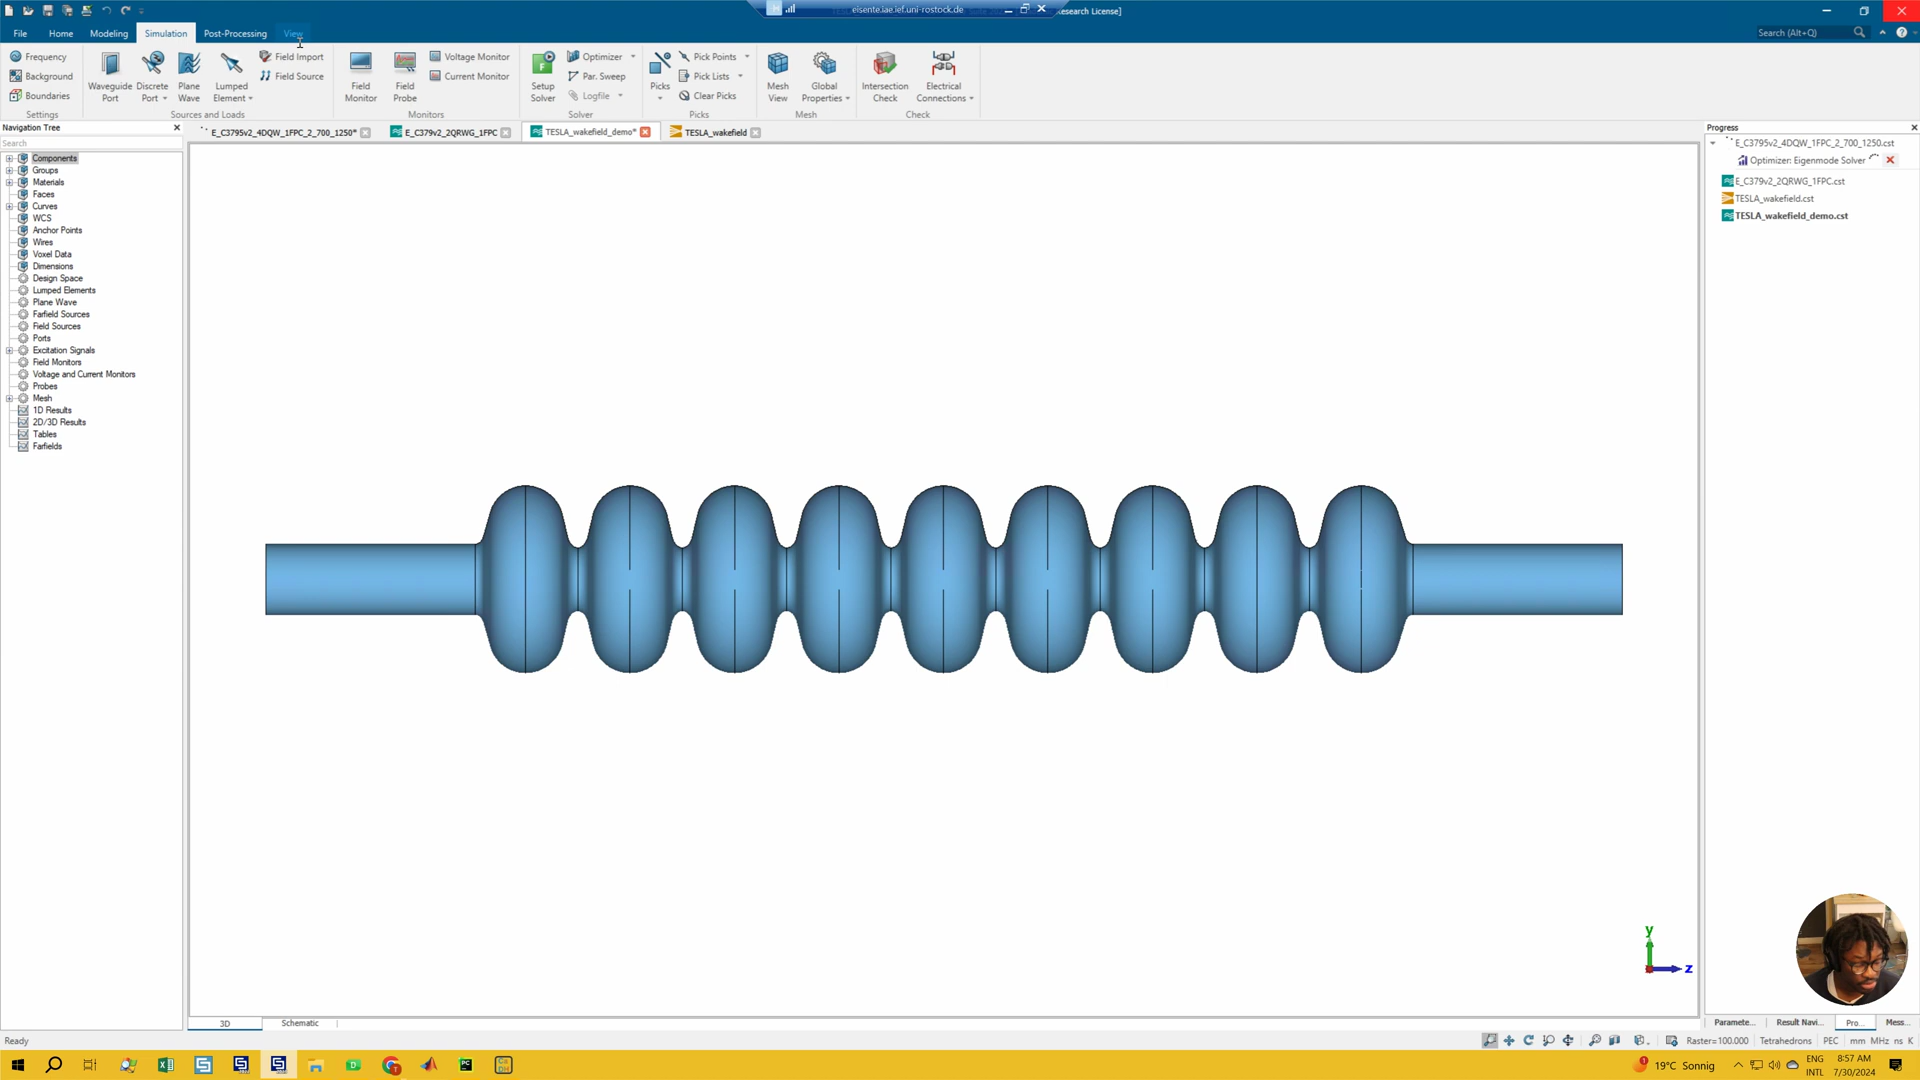 eisente.iae.ief.uni-rostock.de
esearch License]
File Home Modeling Simulation Post-Processing View
Search (Alt+Q)
Frequency
Background
Boundaries
Settings
Waveguide Port
Discrete Port
Plane Wave
Lumped Element
Field Import
Field Source
Sources and Loads
Field Monitor
Field Probe
Voltage Monitor
Current Monitor
Monitors
Setup Solver
Optimizer
Par. Sweep
Logfile
Solver
Picks
Pick Points
Pick Lists
Clear Picks
Picks
Mesh View
Global Properties
Mesh
Intersection Check
Electrical Connections
Check
Navigation Tree
E_C3795v2_4DQW_1FPC_2_700_1250*
E_C379v2_2QRWG_1FPC
TESLA_wakefield_demo*
TESLA_wakefield
Search
Components
Groups
Materials
Faces
Curves
WCS
Anchor Points
Wires
Voxel Data
Dimensions
Design Space
Lumped Elements
Plane Wave
Farfield Sources
Field Sources
Ports
Excitation Signals
Field Monitors
Voltage and Current Monitors
Probes
Mesh
1D Results
2D/3D Results
Tables
Farfields
Progress
E_C3795v2_4DQW_1FPC_2_700_1250.cst
Optimizer: Eigenmode Solver
E_C379v2_2QRWG_1FPC.cst
TESLA_wakefield.cst
TESLA_wakefield_demo.cst
y
z
3D Schematic
Paramete... Result Navi... Pro... Mess...
Ready
Raster=100.000 Tetrahedrons PEC mm MHz ns K
19°C Sonnig
ENG
INTL
8:57 AM
7/30/2024